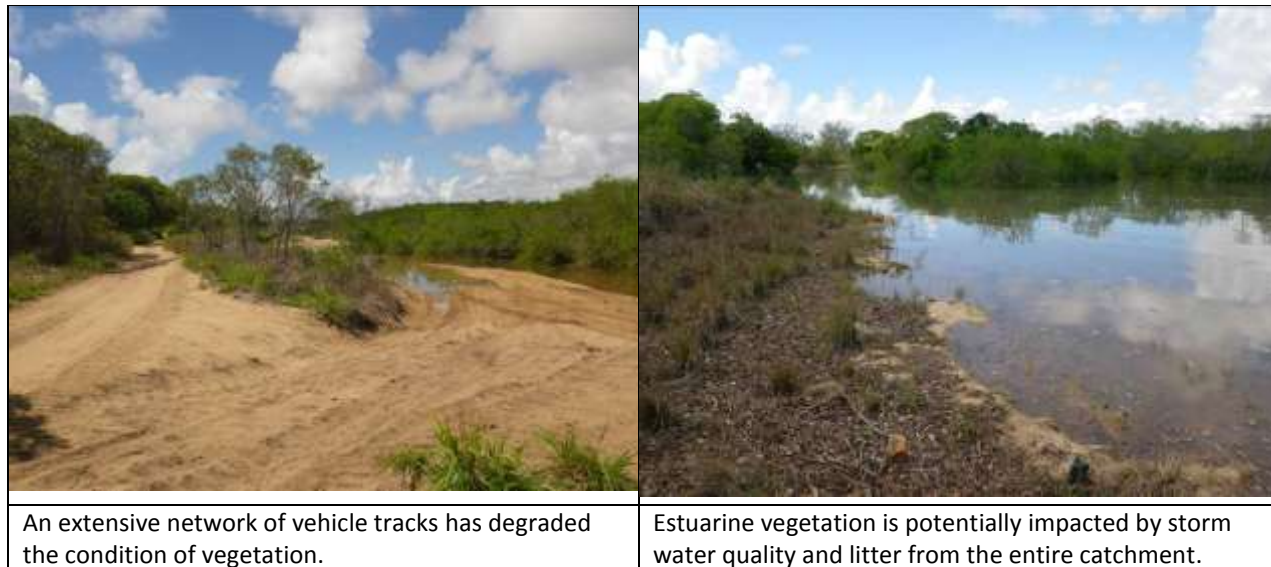 An extensive network of vehicle tracks has degraded
the condition of vegetation.
Estuarine vegetation is potentially impacted by storm
water quality and litter from the entire catchment.